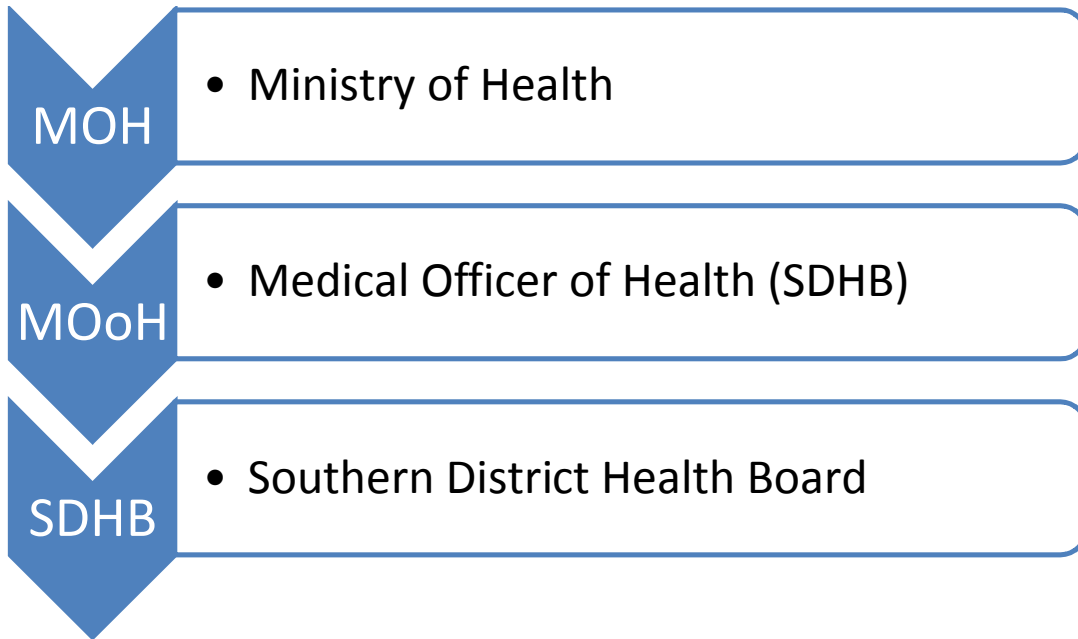 MOH
• Ministry of Health
MOoH
• Medical Officer of Health (SDHB)
SDHB
• Southern District Health Board